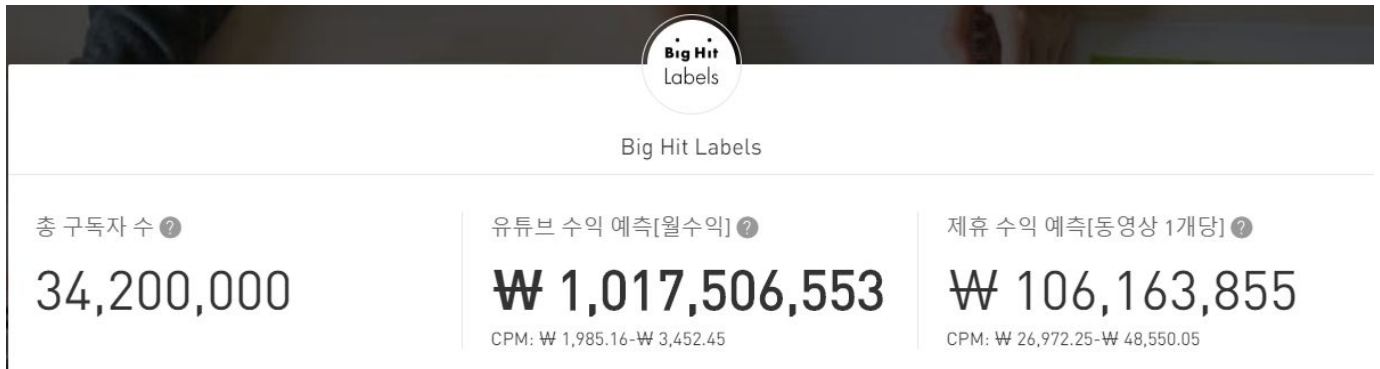 Big Hit
Labels
Big Hit Labels
총 구독자 수 ?
34,200,000
유튜브 수익 예측[월수익] ?
₩ 1,017,506,553
CPM: ₩ 1,985.16-₩ 3,452.45
제휴 수익 예측[동영상 1개당] ?
₩ 106,163,855
CPM: ₩ 26,972.25-₩ 48,550.05